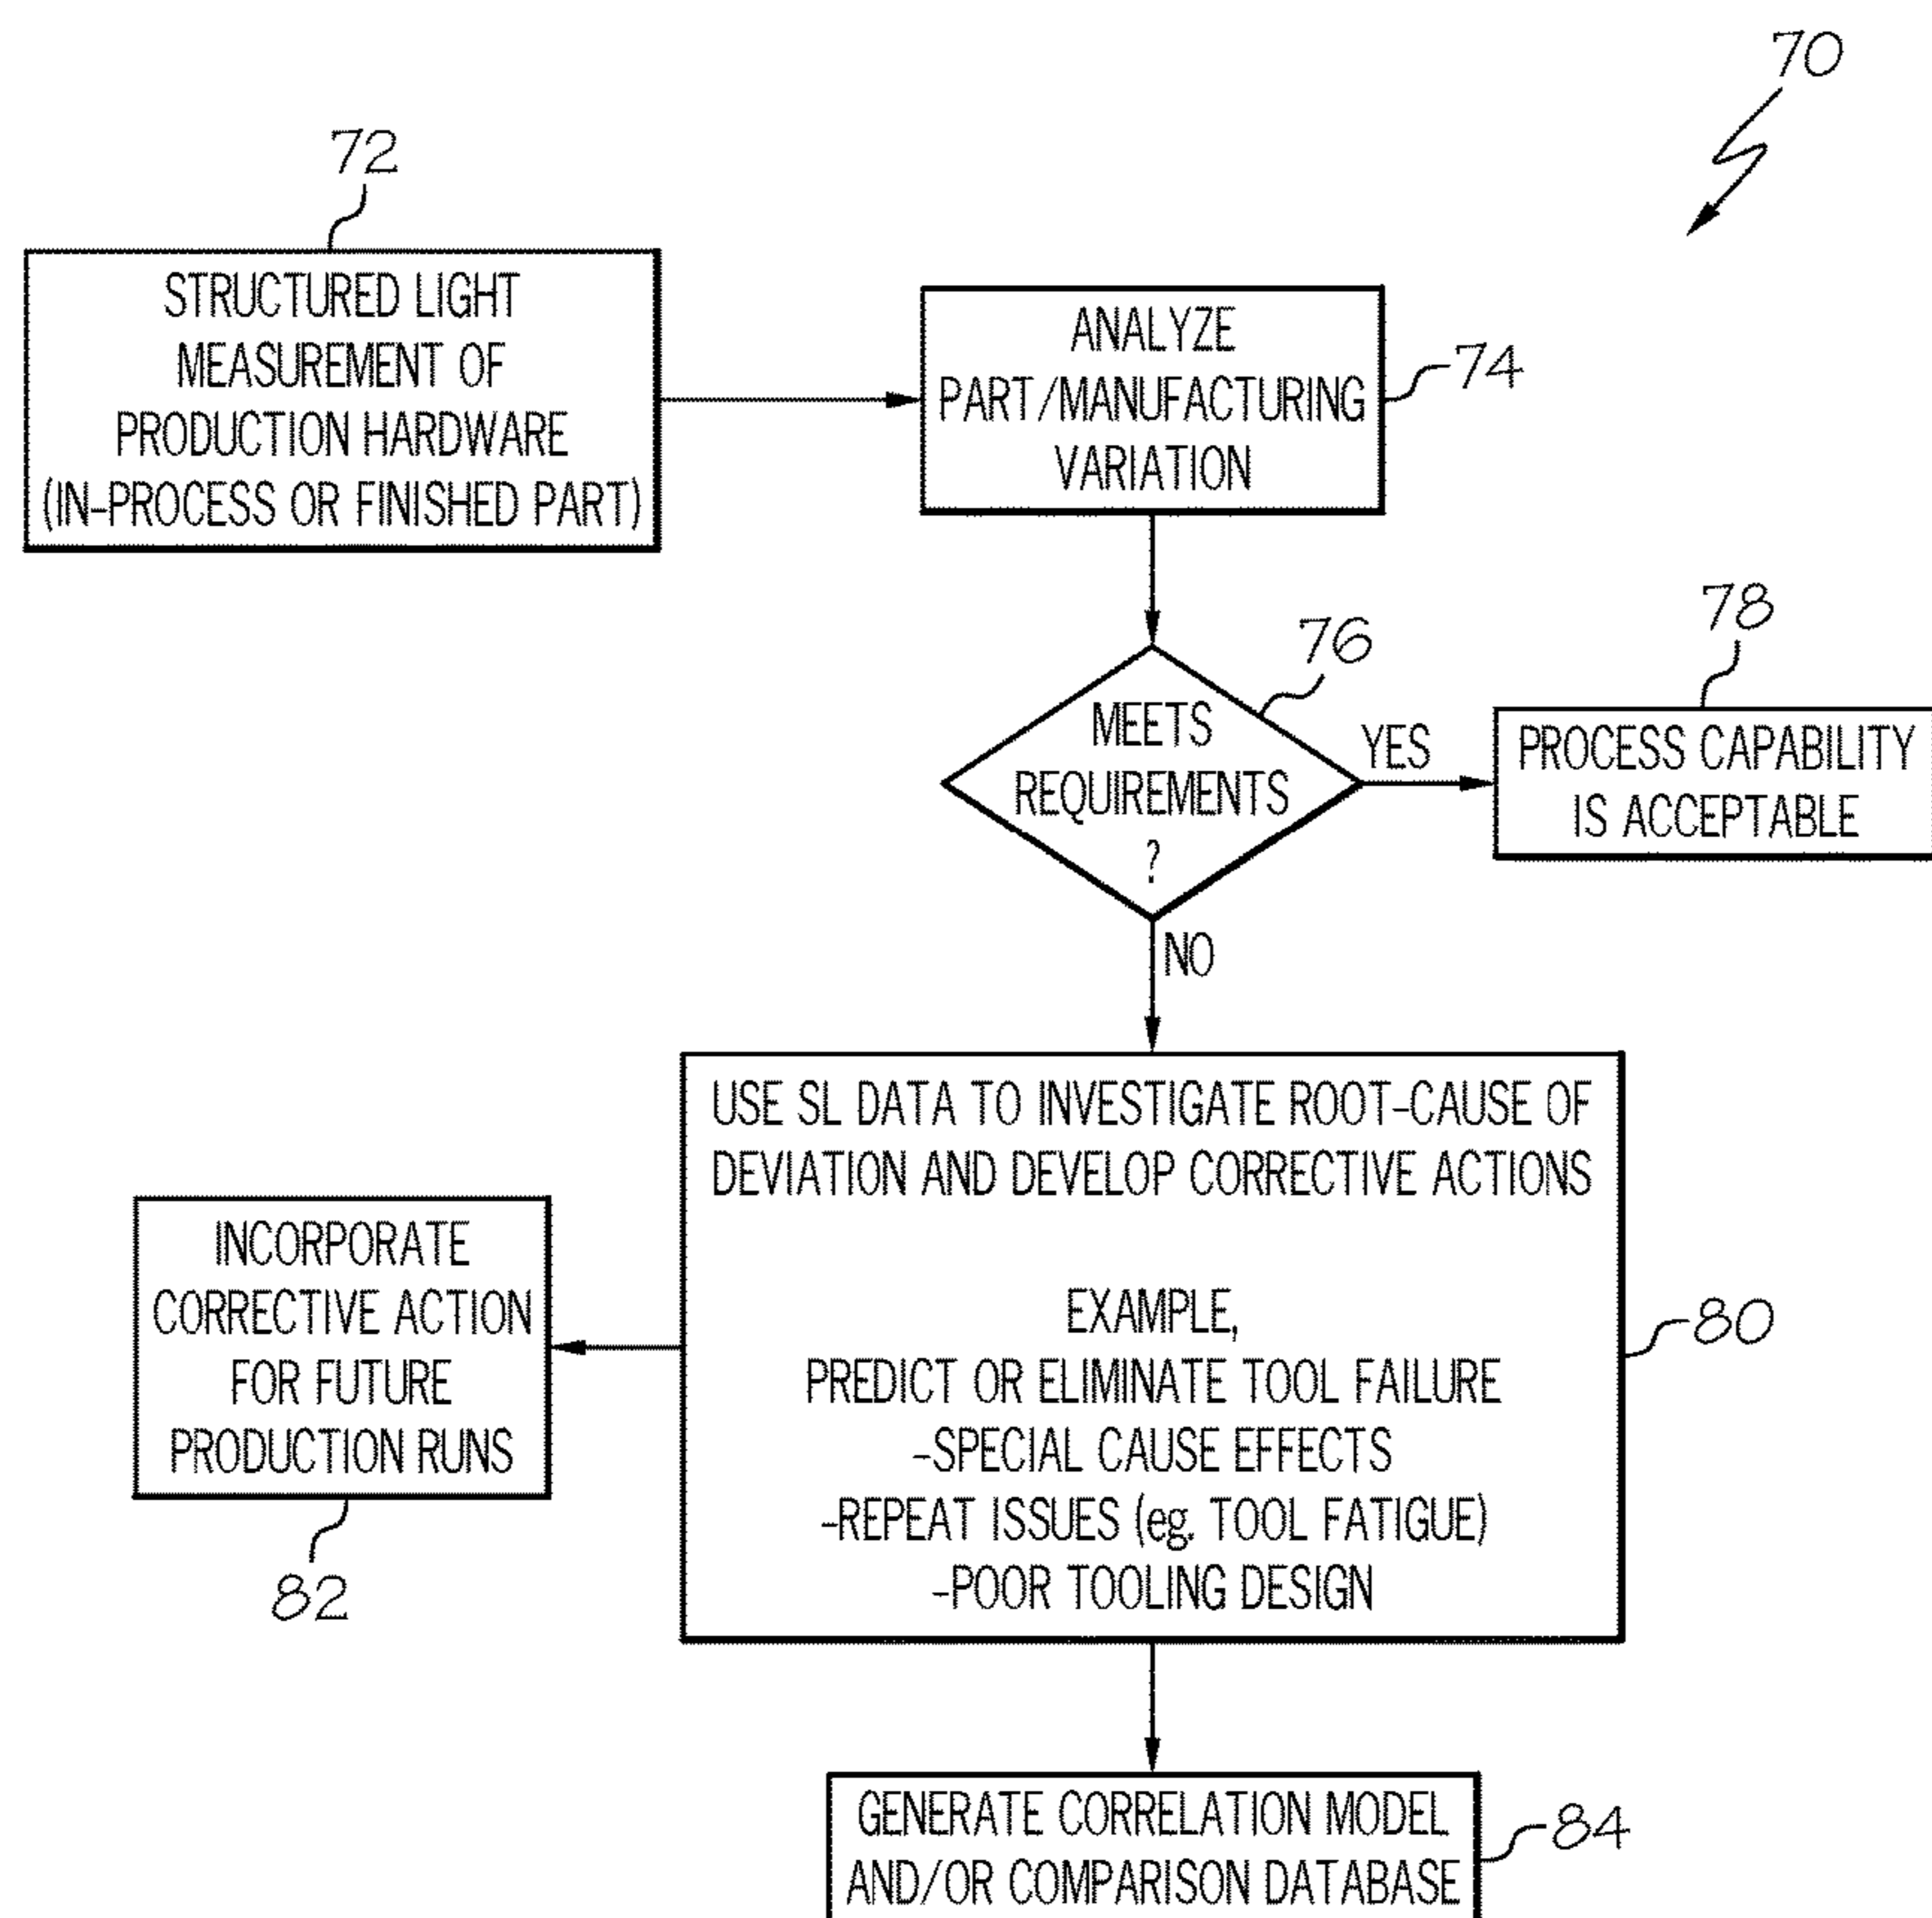 70
72
STRUCTURED LIGHT
MEASUREMENT OF
PRODUCTION HARDWARE
(IN-PROCESS OR FINISHED PART)
ANALYZE
PART/MANUFACTURING
VARIATION
74
76
MEETS
REQUIREMENTS
?
YES
78
PROCESS CAPABILITY
IS ACCEPTABLE
NO
USE SL DATA TO INVESTIGATE ROOT-CAUSE OF
DEVIATION AND DEVELOP CORRECTIVE ACTIONS
EXAMPLE,
PREDICT OR ELIMINATE TOOL FAILURE
-SPECIAL CAUSE EFFECTS
-REPEAT ISSUES (eg. TOOL FATIGUE)
-POOR TOOLING DESIGN
80
INCORPORATE
CORRECTIVE ACTION
FOR FUTURE
PRODUCTION RUNS
82
GENERATE CORRELATION MODEL
AND/OR COMPARISON DATABASE
84